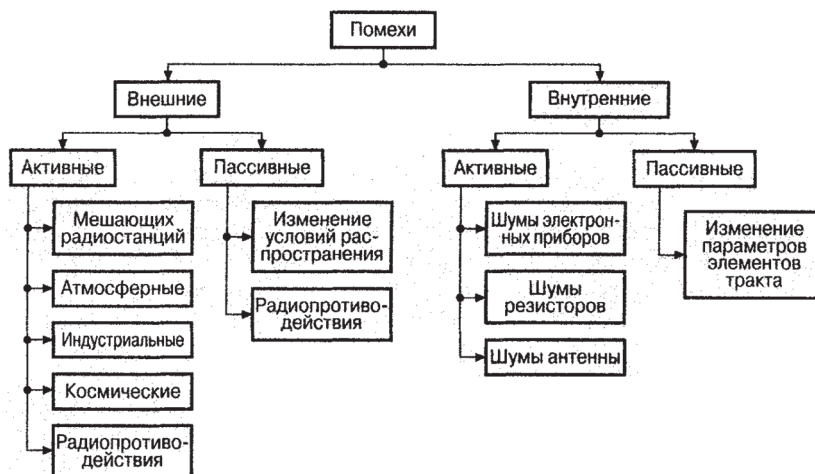 Помехи
Внешние
Внутренние
Активные
Пассивные
Активные
Пассивные
Мешающих
радиостанций
Атмосферные
Индустриальные
Космические
Радиопротиво-
действия
Изменение
условий рас-
пространения
Радиопротиво-
действия
Шумы электрон-
ных приборов
Шумы
резисторов
Шумы антенны
Изменение
параметров
элементов
тракта